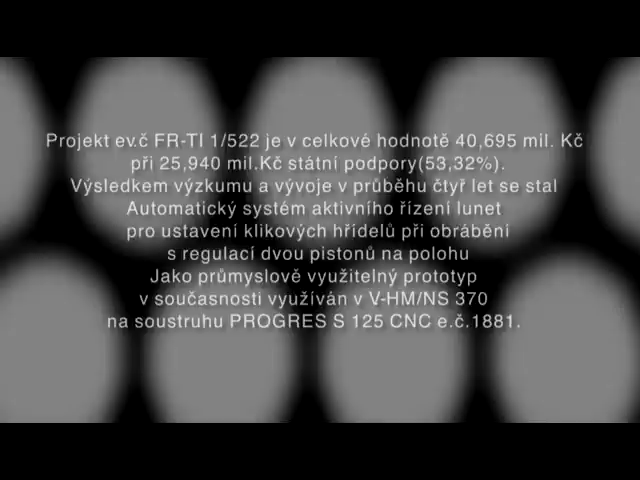 Projekt ev.č FR-TI 1/522 je v celkové hodnotě 40,695 mil. Kč
při 25,940 mil.Kč státní podpory(53,32%).
Výsledkem výzkumu a vývoje v průběhu čtyř let se stal
Automatický systém aktivního řízení lunet
pro ustavení klikových hřídelů při obrábění
s regulací dvou pistonů na polohu
Jako průmyslově využitelný prototyp
v současnosti využíván v V-HM/NS 370
na soustruhu PROGRES S 125 CNC e.č.1881.